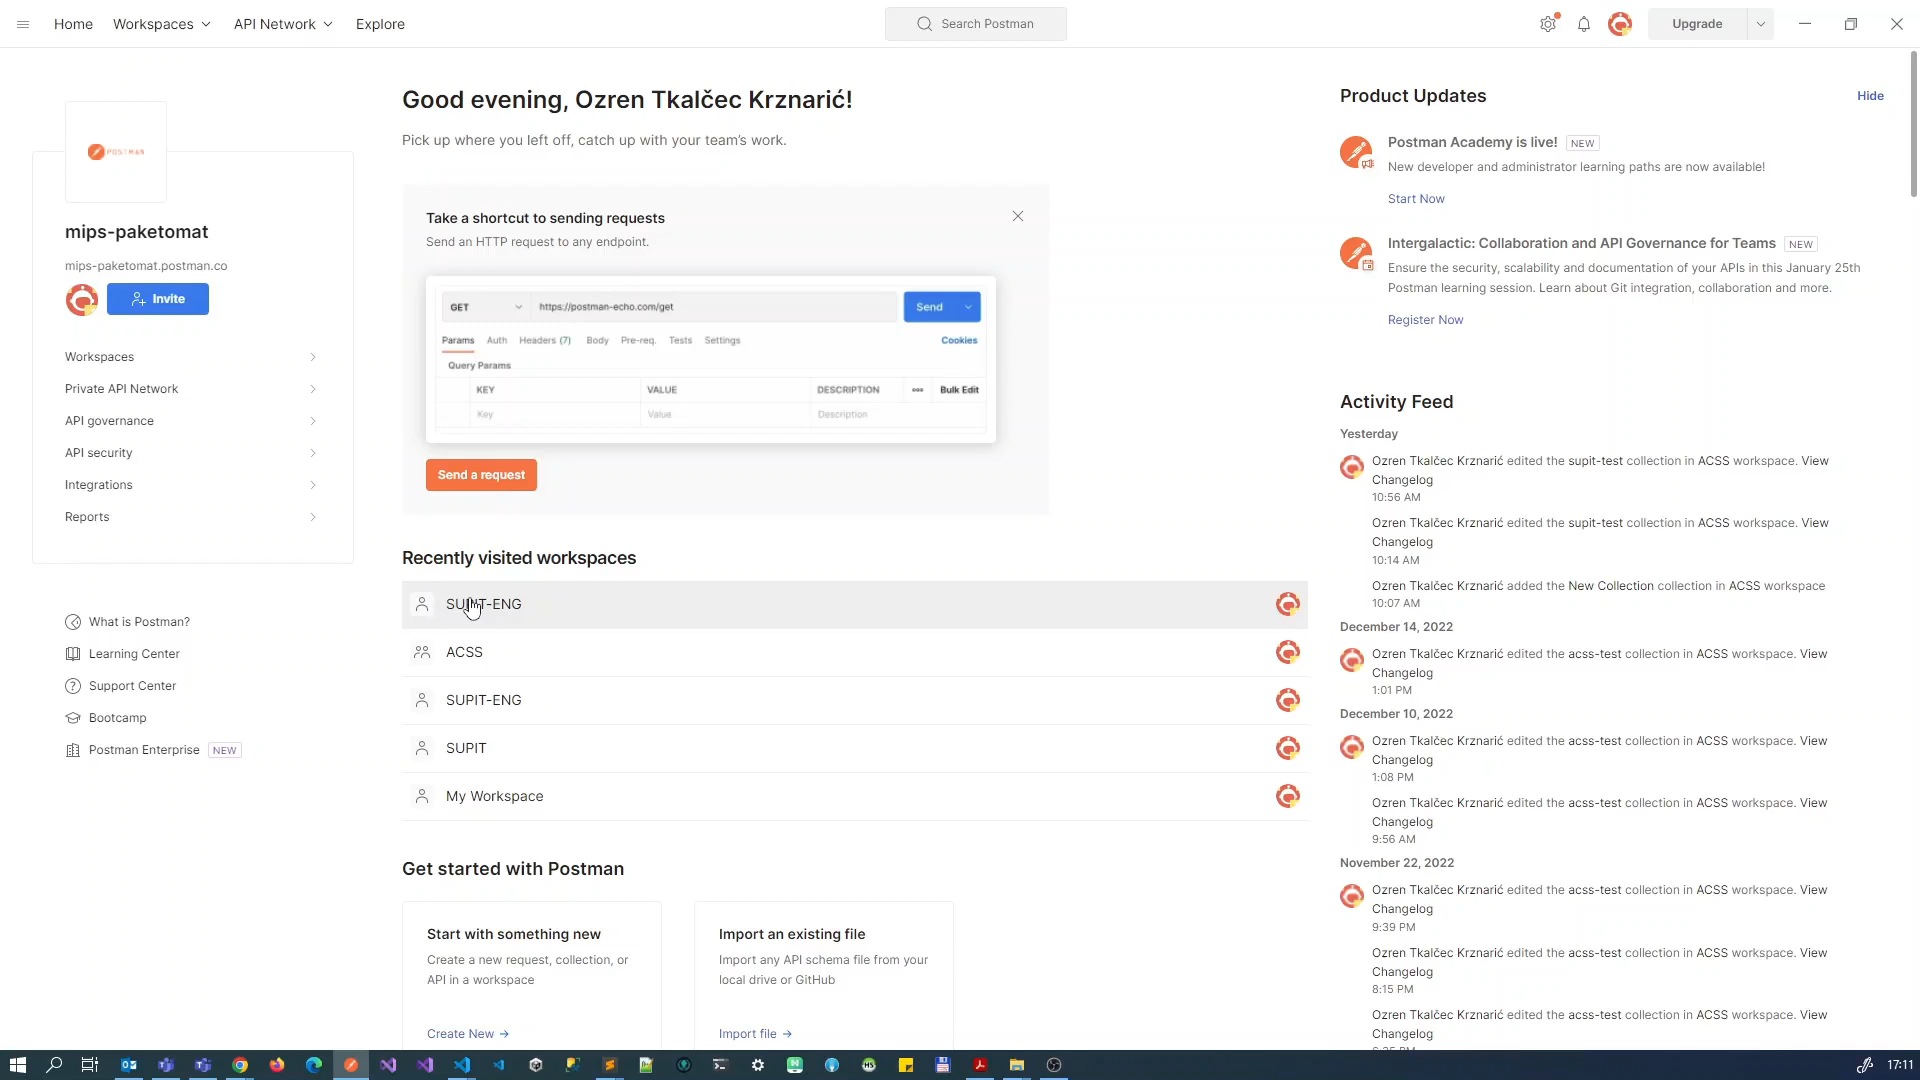 Home
Workspaces
API Network
Explore
Search Postman
Upgrade
POSTMAN
mips-paketomat
mips-paketomat.postman.co
Invite
Workspaces
Private API Network
API governance
API security
Integrations
Reports
What is Postman?
Learning Center
Support Center
Bootcamp
Postman Enterprise NEW
Good evening, Ozren Tkalčec Krznarić!
Pick up where you left off, catch up with your team's work.
Take a shortcut to sending requests
Send an HTTP request to any endpoint.
GET https://postman-echo.com/get Send
Params Auth Headers (7) Body Pre-req. Tests Settings Cookies
Query Params
KEY VALUE DESCRIPTION Bulk Edit
Key Value Description
Send a request
Recently visited workspaces
SUPIT-ENG
ACSS
SUPIT-ENG
SUPIT
My Workspace
Get started with Postman
Start with something new
Create a new request, collection, or
API in a workspace
Create New →
Import an existing file
Import any API schema file from your
local drive or GitHub
Import file →
Product Updates
Hide
Postman Academy is live! NEW
New developer and administrator learning paths are now available!
Start Now
Intergalactic: Collaboration and API Governance for Teams NEW
Ensure the security, scalability and documentation of your APIs in this January 25th
Postman learning session. Learn about Git integration, collaboration and more.
Register Now
Activity Feed
Yesterday
Ozren Tkalčec Krznarić edited the supit-test collection in ACSS workspace. View
Changelog
10:56 AM
Ozren Tkalčec Krznarić edited the supit-test collection in ACSS workspace. View
Changelog
10:14 AM
Ozren Tkalčec Krznarić added the New Collection collection in ACSS workspace
10:07 AM
December 14, 2022
Ozren Tkalčec Krznarić edited the acss-test collection in ACSS workspace. View
Changelog
1:01 PM
December 10, 2022
Ozren Tkalčec Krznarić edited the acss-test collection in ACSS workspace. View
Changelog
1:08 PM
Ozren Tkalčec Krznarić edited the acss-test collection in ACSS workspace. View
Changelog
9:56 AM
November 22, 2022
Ozren Tkalčec Krznarić edited the acss-test collection in ACSS workspace. View
Changelog
9:39 PM
Ozren Tkalčec Krznarić edited the acss-test collection in ACSS workspace. View
Changelog
8:15 PM
Ozren Tkalčec Krznarić edited the acss-test collection in ACSS workspace. View
Changelog
17:11